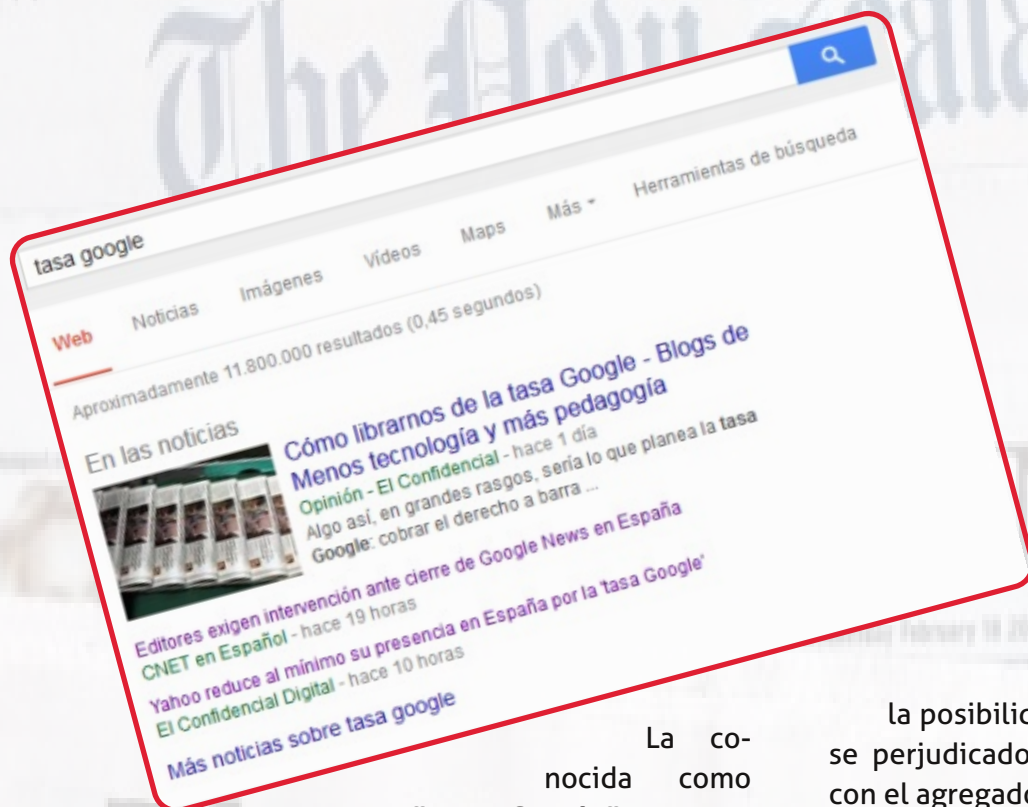 The New
tasa google
Web Noticias Imágenes Vídeos Maps Más Herramientas de búsqueda
Aproximadamente 11.800.000 resultados (0,45 segundos)
En las noticias
Cómo librarnos de la tasa Google - Blogs de
Menos tecnología y más pedagogía
Opinión - El Confidencial - hace 1 día
Algo así, en grandes rasgos, sería lo que planea la tasa
Google: cobrar el derecho a barra ...
Editores exigen intervención ante cierre de Google News en España
CNET en Español - hace 19 horas
Yahoo reduce al mínimo su presencia en España por la 'tasa Google'
El Confidencial Digital - hace 10 horas
Más noticias sobre tasa google
La co-
nocida como
se perjudicado
con el agregado